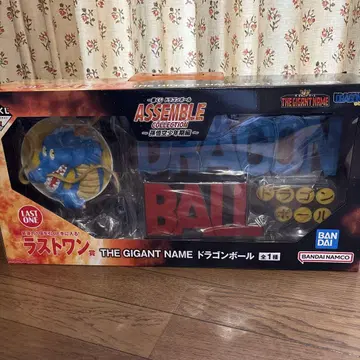 一番くじ ドラゴンボール
ASSEMBLE
COLLECTION
THE GIGANT NAME
DRAGON
BALL
ドラゴン
ボール
LAST
ONE
ラストワン賞
THE GIGANT NAME ドラゴンボール 全1種
BAN
DAI
BANDAI NAMCO